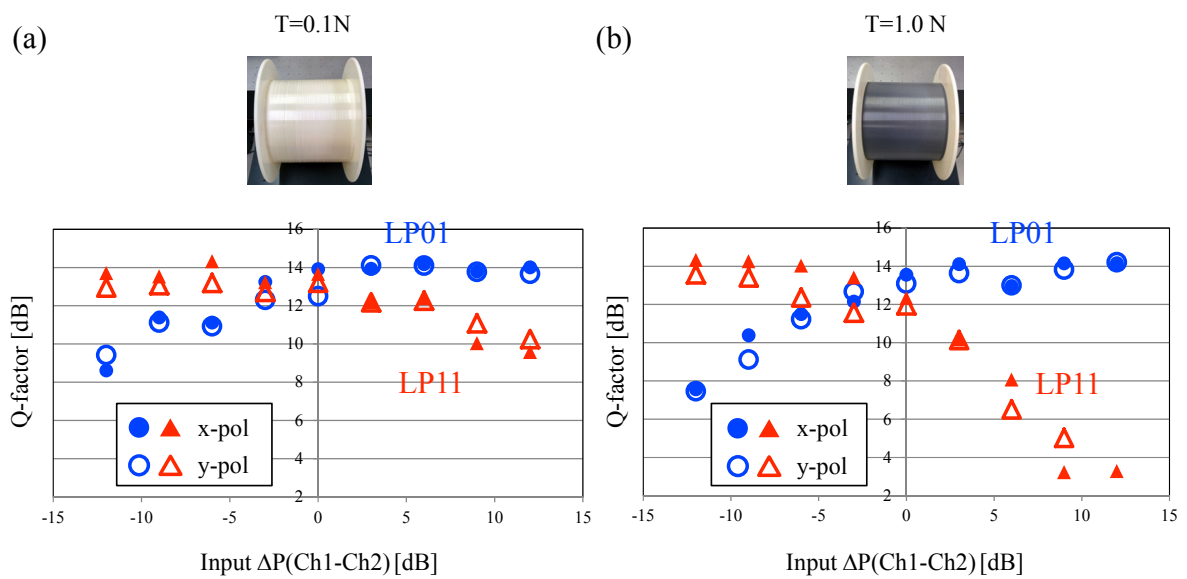 T=0.1N
(a)
16
LP01
14
12
10
8
6
4
2
LP11
x-pol
y-pol
Q-factor [dB]
-15
-10
-5
0
5
10
15
Input ΔP(Ch1-Ch2) [dB]
T=1.0 N
(b)
16
LP01
14
12
10
8
6
4
2
LP11
x-pol
y-pol
Q-factor [dB]
-15
-10
-5
0
5
10
15
Input ΔP(Ch1-Ch2) [dB]